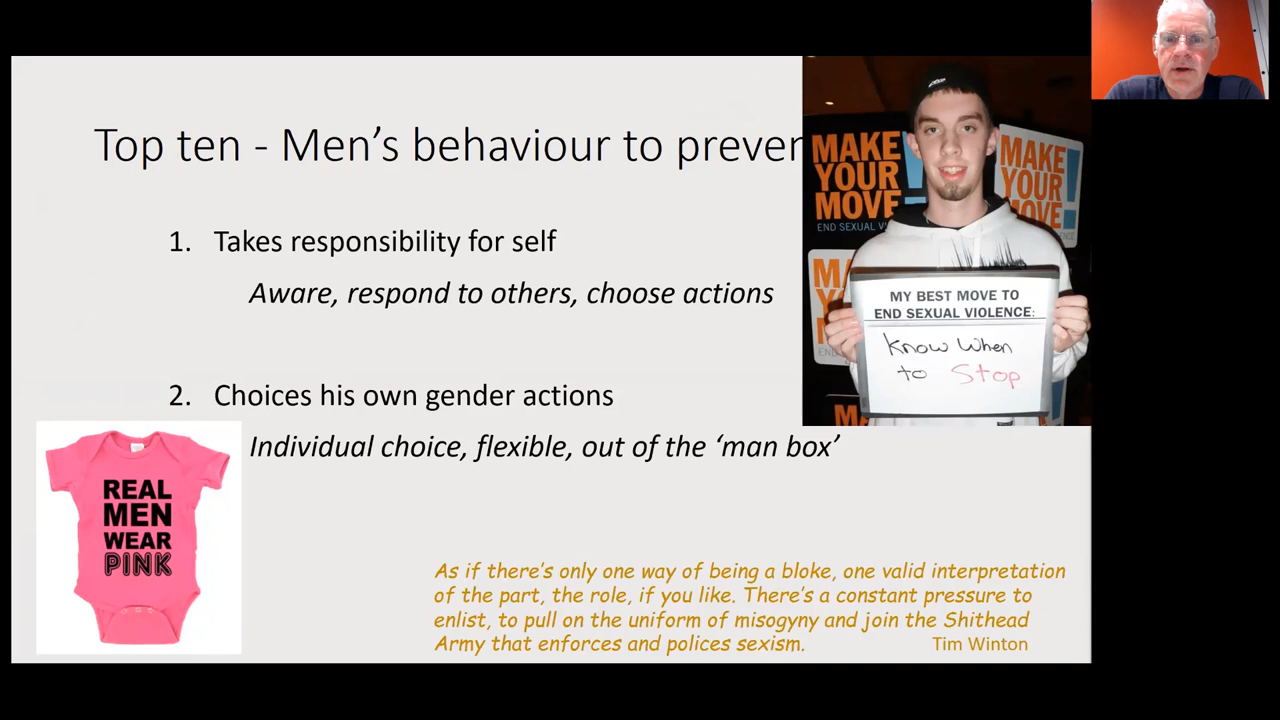 Top ten - Men's behaviour to preven
1. Takes responsibility for self
Aware, respond to others, choose actions
2. Choices his own gender actions
Individual choice, flexible, out of the ‘man box’
MAKE
YOUR
MOVE!
END SEXUAL V
MAKE
YOUR
MOVE!
MY BEST MOVE TO
END SEXUAL VIOLENCE:
Know When
to Stop
REAL
MEN
WEAR
PINK
As if there's only one way of being a bloke, one valid interpretation
of the part, the role, if you like. There's a constant pressure to
enlist, to pull on the uniform of misogyny and join the Shithead
Army that enforces and polices sexism. Tim Winton